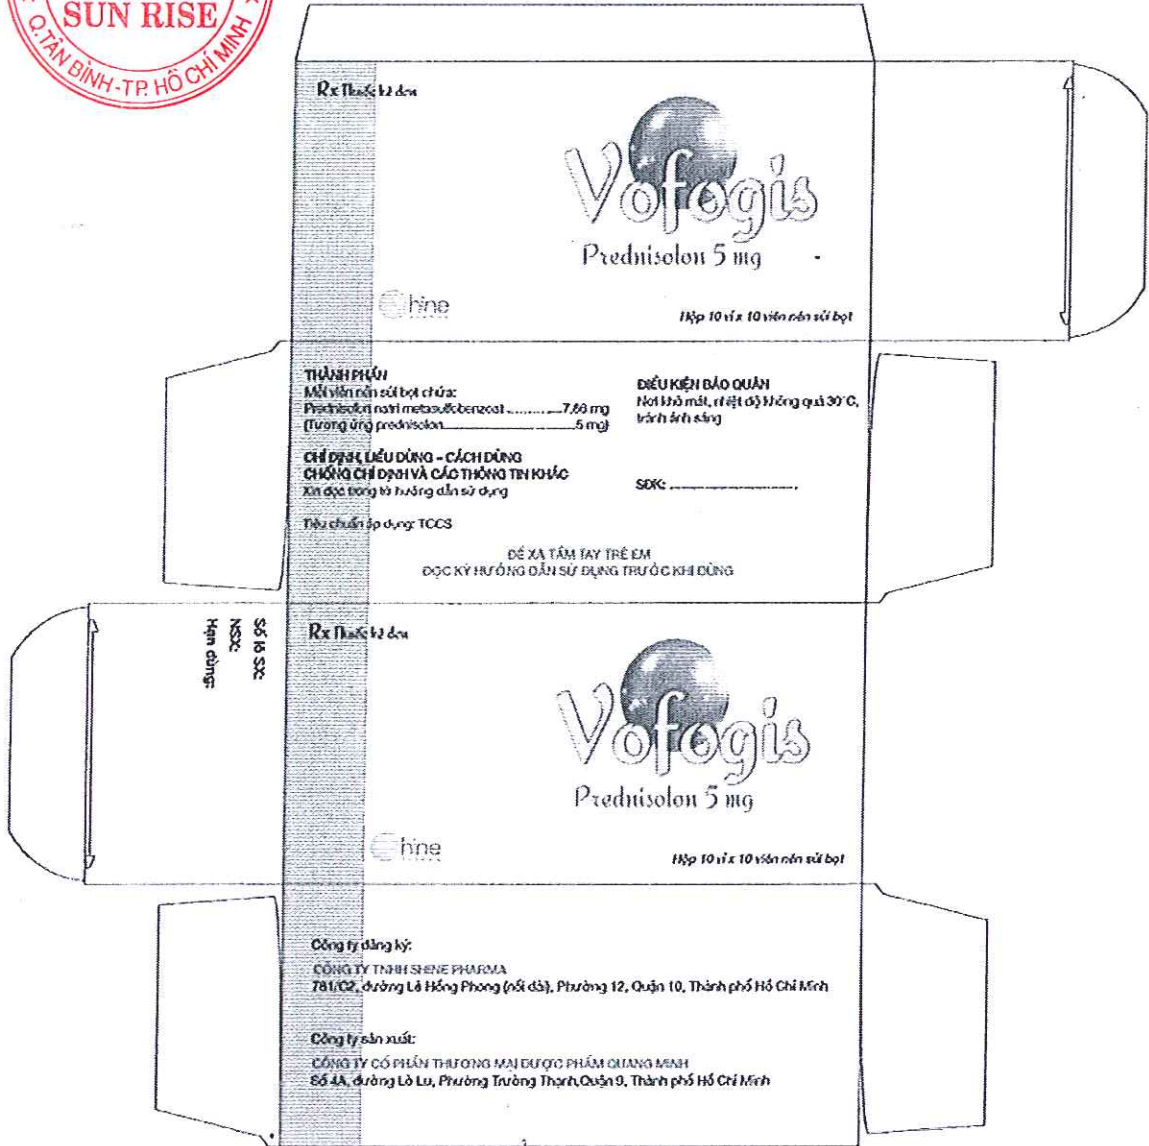 SUN RISE
Q.TÂN BÌNH-TP. HỒ CHÍ MINH
Rx Thuốc kê đơn
Vofogis
Prednisolon 5 mg
Shine
Hộp 10 vỉ x 10 viên nén sủi bọt
THÀNH PHẦN
Mỗi viên nén sủi bọt chứa:
Prednisolon natri metasulfobenzoat ............7,86 mg
(Tương ứng prednisolon..............................5 mg)
CHỈ ĐỊNH, LIỀU DÙNG – CÁCH DÙNG
CHỐNG CHỈ ĐỊNH VÀ CÁC THÔNG TIN KHÁC
Xin đọc trong tờ hướng dẫn sử dụng
Tiêu chuẩn áp dụng: TCCS
ĐIỀU KIỆN BẢO QUẢN
Nơi khô mát, nhiệt độ không quá 30°C,
tránh ánh sáng
SĐK: ..............................
ĐỂ XA TẦM TAY TRẺ EM
ĐỌC KỸ HƯỚNG DẪN SỬ DỤNG TRƯỚC KHI DÙNG
Số lô SX:
NSX:
Hạn dùng:
Rx Thuốc kê đơn
Vofogis
Prednisolon 5 mg
Shine
Hộp 10 vỉ x 10 viên nén sủi bọt
Công ty đăng ký:
CÔNG TY TNHH SHINE PHARMA
781/C2, đường Lê Hồng Phong (nối dài), Phường 12, Quận 10, Thành phố Hồ Chí Minh
Công ty sản xuất:
CÔNG TY CỔ PHẦN THƯƠNG MẠI DƯỢC PHẨM QUANG MINH
Số 4A, đường Lò Lu, Phường Trường Thạnh, Quận 9, Thành phố Hồ Chí Minh